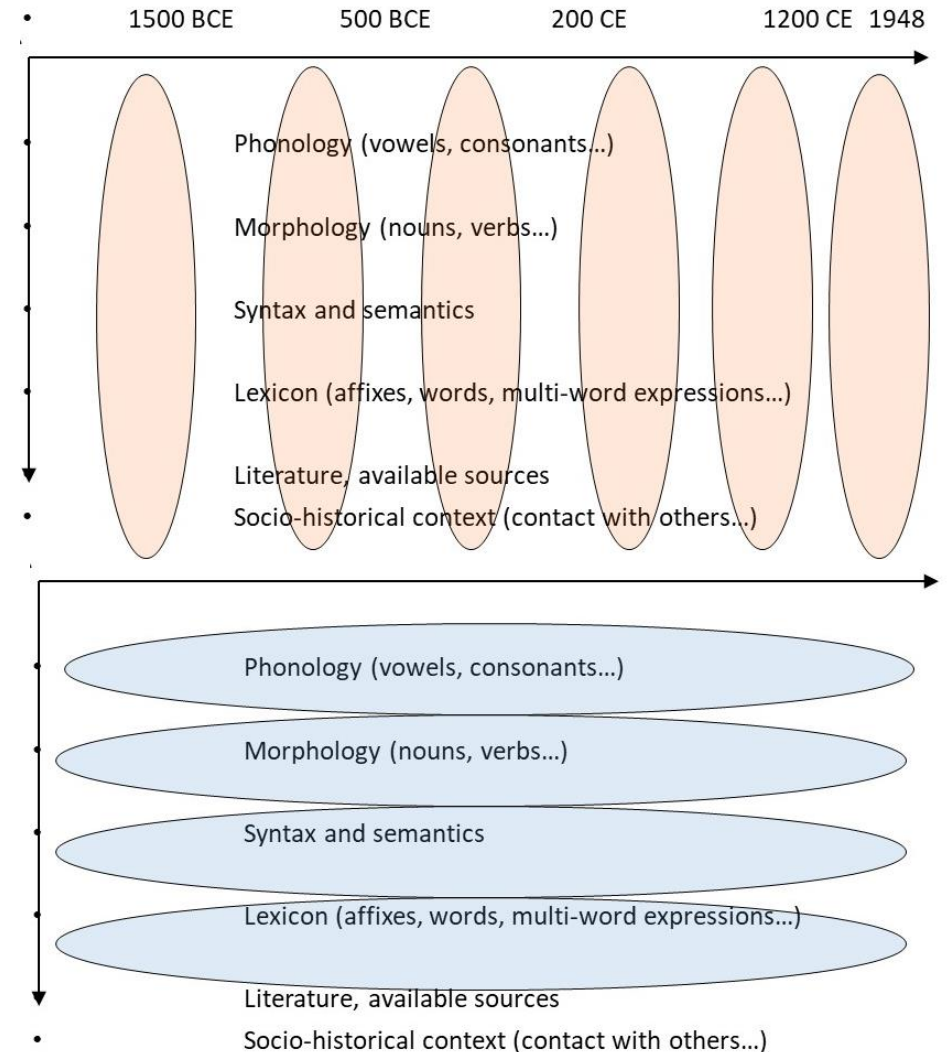 • 1500 BCE 500 BCE 200 CE 1200 CE 1948
Phonology (vowels, consonants…)
Morphology (nouns, verbs…)
Syntax and semantics
Lexicon (affixes, words, multi-word expressions…)
Literature, available sources
• Socio-historical context (contact with others…)
Phonology (vowels, consonants…)
Morphology (nouns, verbs…)
Syntax and semantics
Lexicon (affixes, words, multi-word expressions…)
Literature, available sources
• Socio-historical context (contact with others…)